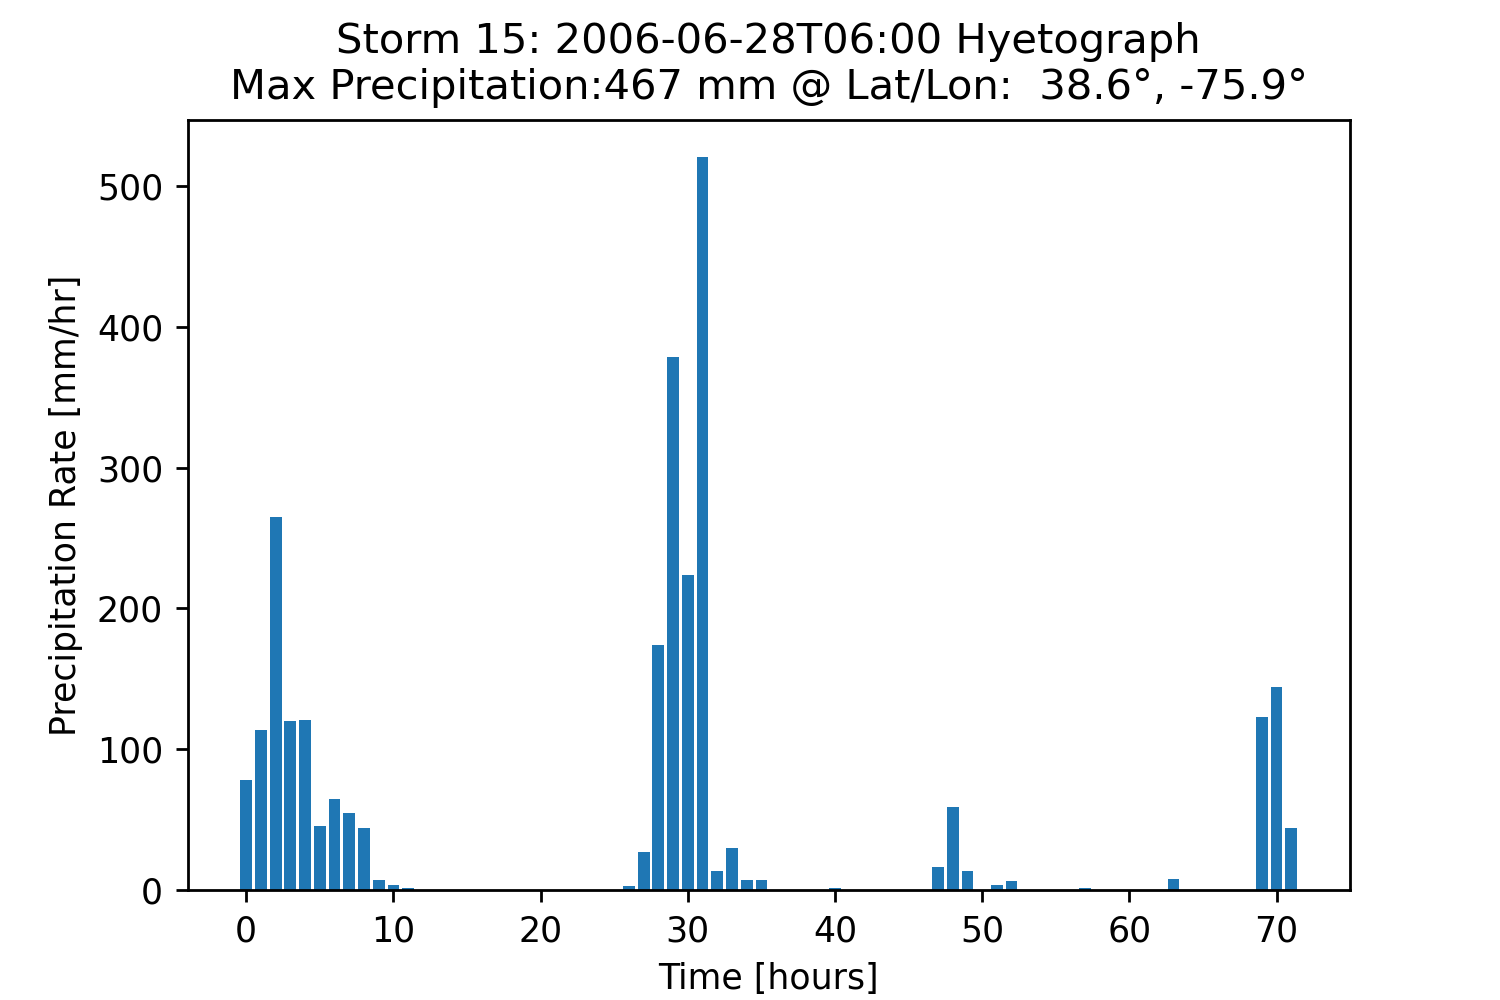 Storm 15: 2006-06-28T06:00 Hyetograph
Max Precipitation:467 mm @ Lat/Lon:  38.6°, -75.9°
Precipitation Rate [mm/hr]
500
400
300
200
100
0
0 10 20 30 40 50 60 70
Time [hours]